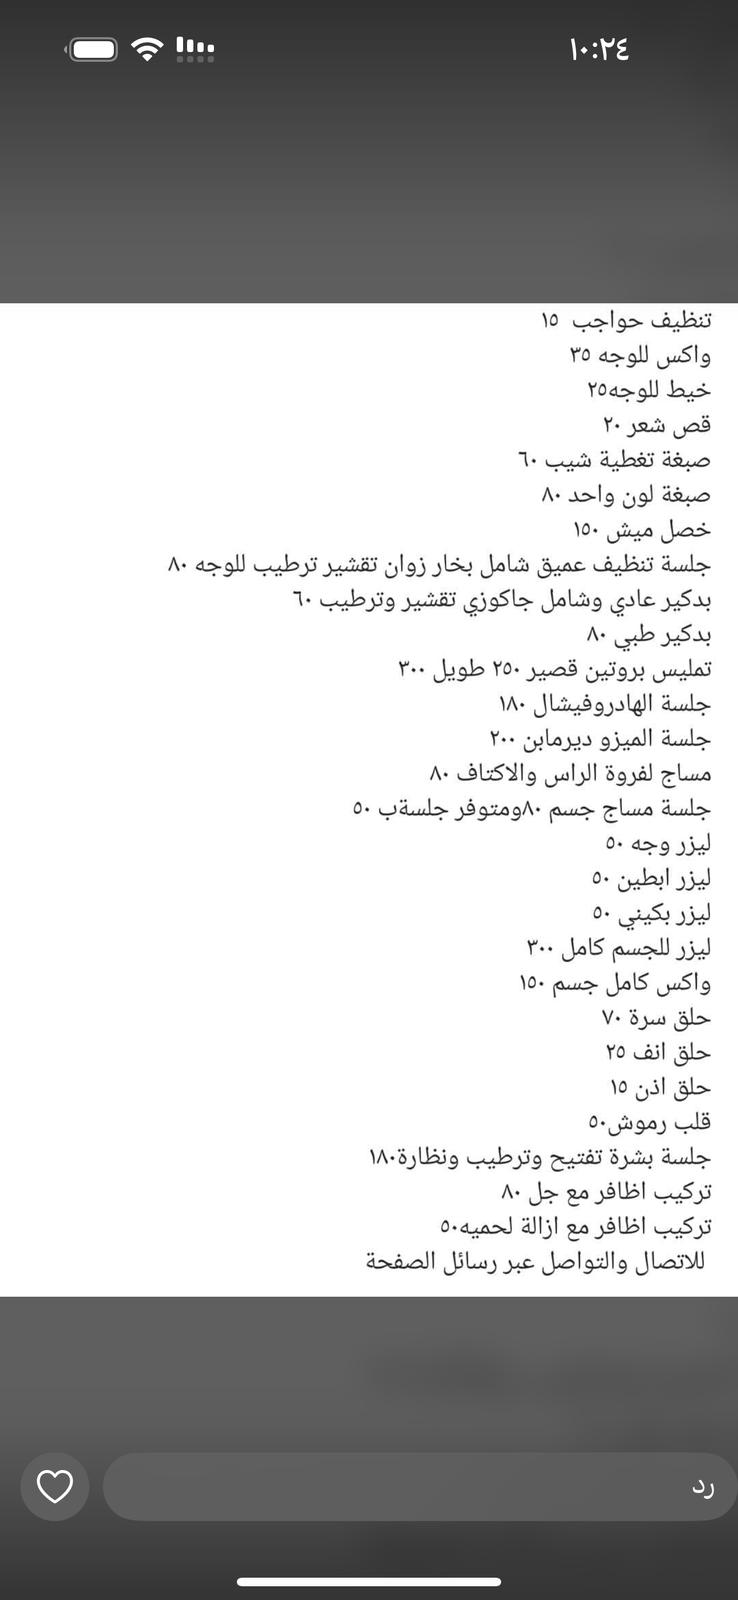 ١٠:٢٤
تنظيف حواجب ١٥
واكس للوجه ٣٥
خيط للوجه٢٥
قص شعر ٢٠
صبغة تغطية شيب ٦٠
صبغة لون واحد ٨٠
خصل ميش ١٥٠
جلسة تنظيف عميق شامل بخار زوان تقشير ترطيب للوجه ٨٠
بدكير عادي وشامل جاكوزي تقشير وترطيب ٦٠
بدكير طبي ٨٠
تمليس بروتين قصير ٢٥٠ طويل ٣٠٠
جلسة الهادروفيشال ١٨٠
جلسة الميزو ديرمابن ٢٠٠
مساج لفروة الراس والاكتاف ٨٠
جلسة مساج جسم ٨٠ومتوفر جلسةب ٥٠
ليزر وجه ٥٠
ليزر ابطين ٥٠
ليزر بكيني ٥٠
ليزر للجسم كامل ٣٠٠
واكس كامل جسم ١٥٠
حلق سرة ٧٠
حلق انف ٢٥
حلق اذن ١٥
قلب رموش٥٠
جلسة بشرة تفتيح وترطيب ونظارة١٨٠
تركيب اظافر مع جل ٨٠
تركيب اظافر مع ازالة لحميه٥٠
للاتصال والتواصل عبر رسائل الصفحة
رد